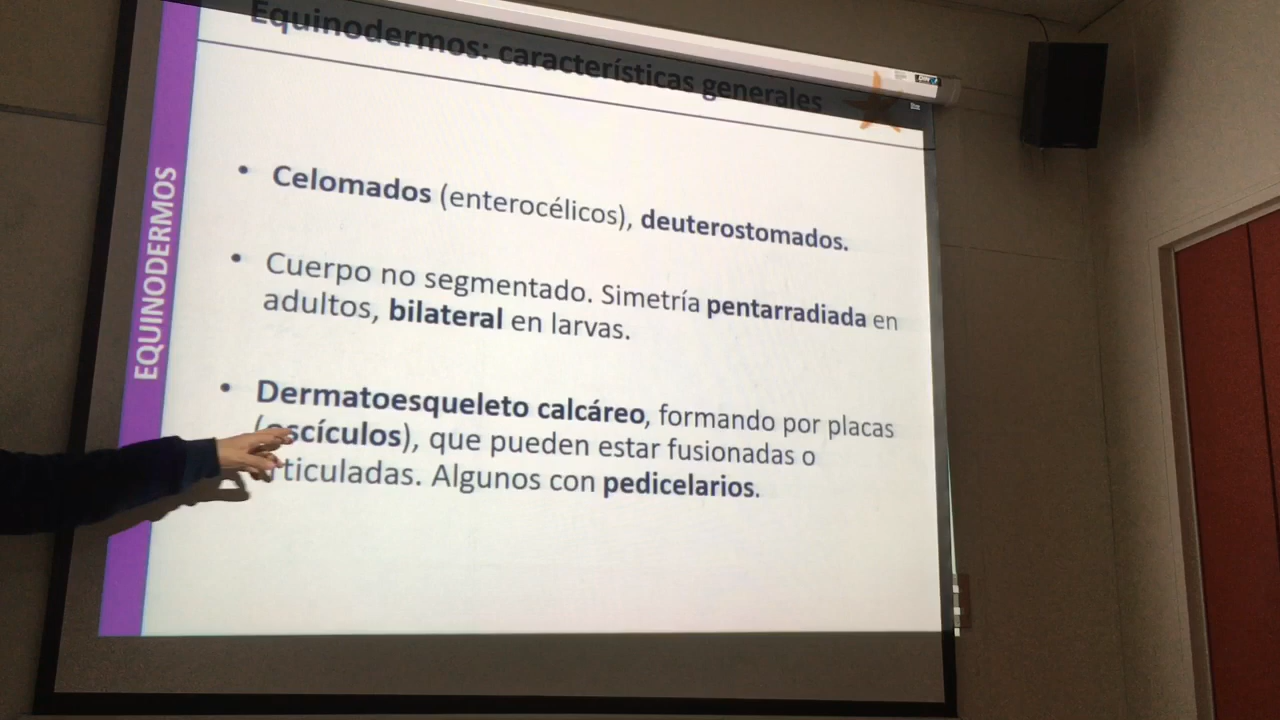 Equinodermos: características generales
EQUINODERMOS
• Celomados (enterocélicos), deuterostomados.
• Cuerpo no segmentado. Simetría pentarradiada en
adultos, bilateral en larvas.
• Dermatoesqueleto calcáreo, formando por placas
(oscículos), que pueden estar fusionadas o
rticuladas. Algunos con pedicelarios.